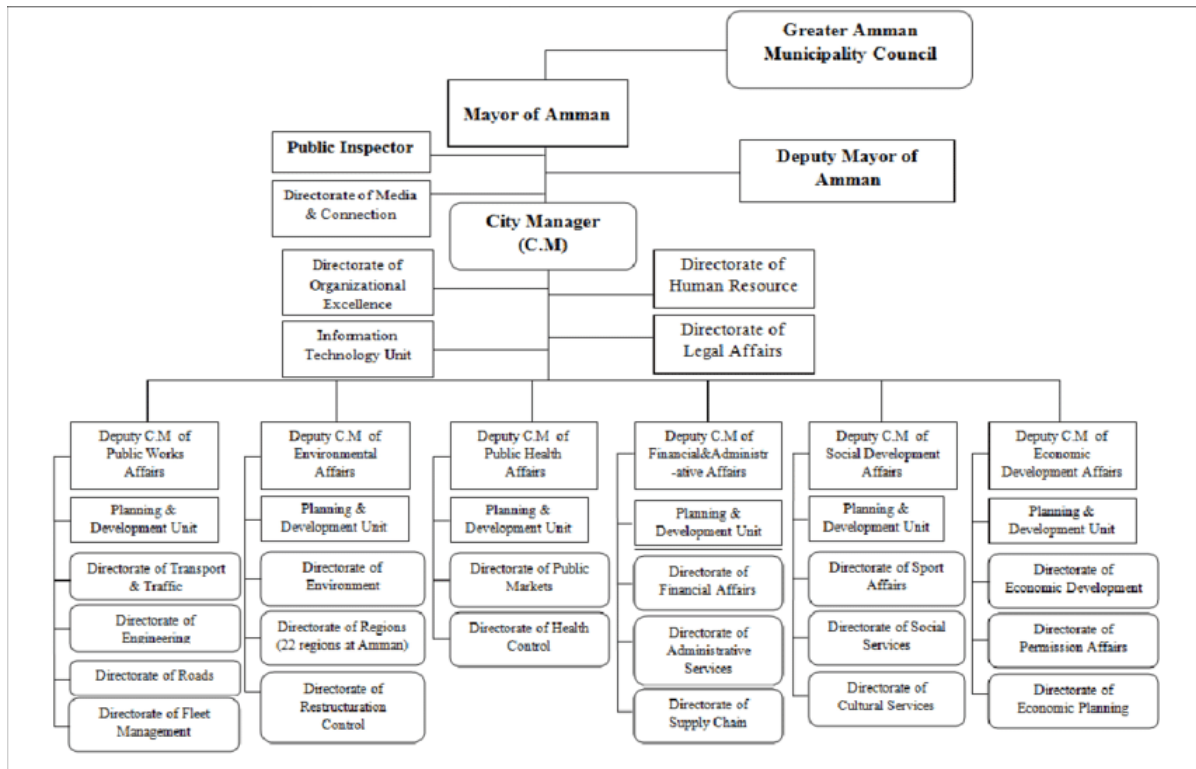 Greater Amman
Municipality Council
Mayor of Amman
Public Inspector
Deputy Mayor of
Amman
Directorate of Media
& Connection
City Manager
(C.M)
Directorate of
Organizational
Excellence
Directorate of
Human Resource
Information
Technology Unit
Directorate of
Legal Affairs
Deputy C.M of
Public Works
Affairs
Planning &
Development Unit
Directorate of Transport
& Traffic
Directorate of
Engineering
Directorate of Roads
Directorate of Fleet
Management
Deputy C.M of
Environmental
Affairs
Planning &
Development Unit
Directorate of
Environment
Directorate of Regions
(22 regions at Amman)
Directorate of
Restructuration
Control
Deputy C.M of
Public Health
Affairs
Planning &
Development Unit
Directorate of Public
Markets
Directorate of Health
Control
Deputy C.M of
Financial&Administr
-ative Affairs
Planning &
Development Unit
Directorate of
Financial Affairs
Directorate of
Administrative
Services
Directorate of
Supply Chain
Deputy C.M of
Social Development
Affairs
Planning &
Development Unit
Directorate of Sport
Affairs
Directorate of Social
Services
Directorate of
Cultural Services
Deputy C.M of
Economic
Development Affairs
Planning &
Development Unit
Directorate of
Economic Development
Directorate of
Permission Affairs
Directorate of
Economic Planning